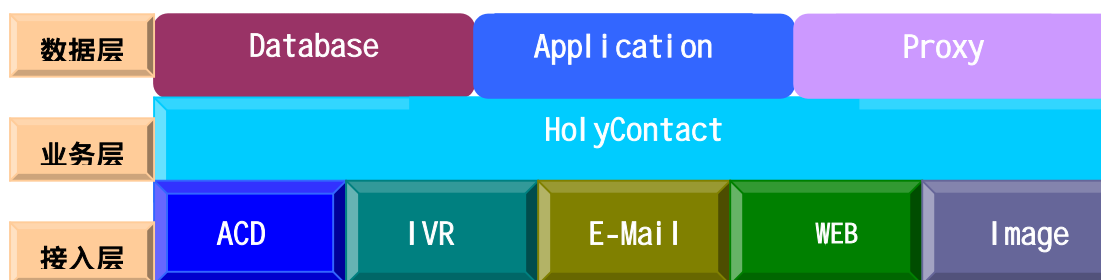 数据层
Database
Application
Proxy
业务层
HolyContact
接入层
ACD
IVR
E-Mail
WEB
Image